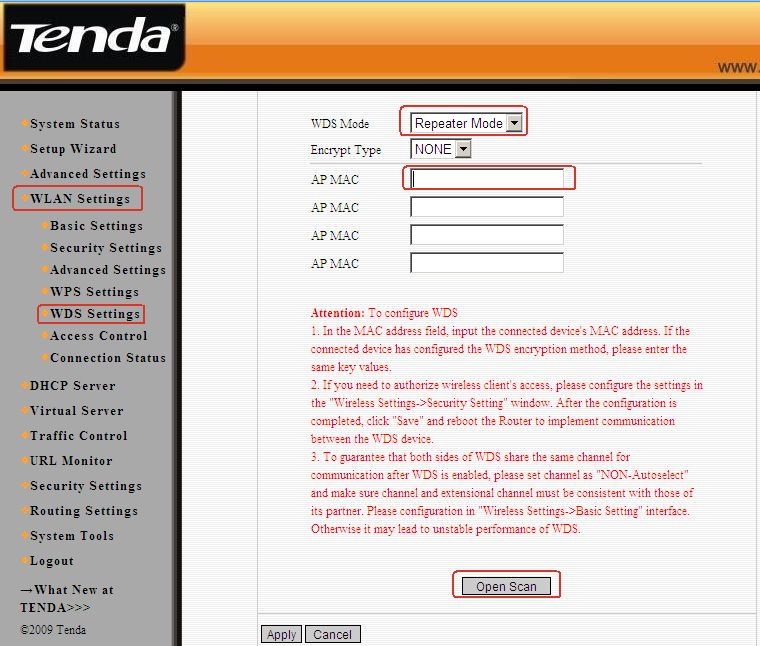 Tenda®
www.
System Status
Setup Wizard
Advanced Settings
WLAN Settings
Basic Settings
Security Settings
Advanced Settings
WPS Settings
WDS Settings
Access Control
Connection Status
DHCP Server
Virtual Server
Traffic Control
URL Monitor
Security Settings
Routing Settings
System Tools
Logout
→What New at
TENDA>>>
©2009 Tenda
WDS Mode Repeater Mode
Encrypt Type NONE
AP MAC
AP MAC
AP MAC
AP MAC
Attention: To configure WDS
1. In the MAC address field, input the connected device's MAC address. If the
connected device has configured the WDS encryption method, please enter the
same key values.
2. If you need to authorize wireless client's access, please configure the settings in
the "Wireless Settings->Security Setting" window. After the configuration is
completed, click "Save" and reboot the Router to implement communication
between the WDS device.
3. To guarantee that both sides of WDS share the same channel for
communication after WDS is enabled, please set channel as "NON-Autoselect"
and make sure channel and extensional channel must be consistent with those of
its partner. Please configuration in "Wireless Settings->Basic Setting" interface.
Otherwise it may lead to unstable performance of WDS.
Open Scan
Apply Cancel